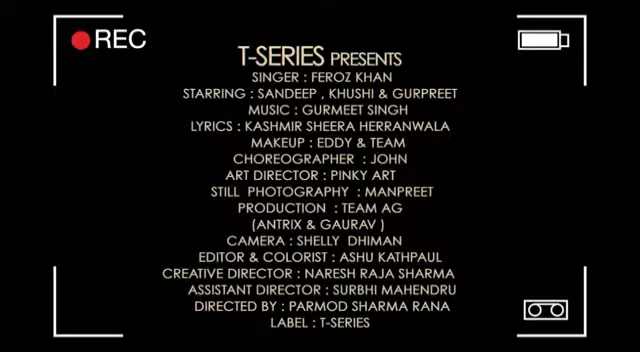 REC
T-SERIES PRESENTS
SINGER : FEROZ KHAN
STARRING : SANDEEP , KHUSHI & GURPREET
MUSIC : GURMEET SINGH
LYRICS : KASHMIR SHEERA HERRANWALA
MAKEUP : EDDY & TEAM
CHOREOGRAPHER : JOHN
ART DIRECTOR : PINKY ART
STILL PHOTOGRAPHY : MANPREET
PRODUCTION : TEAM AG
(ANTRIX & GAURAV )
CAMERA : SHELLY DHIMAN
EDITOR & COLORIST : ASHU KATHPAUL
CREATIVE DIRECTOR : NARESH RAJA SHARMA
ASSISTANT DIRECTOR : SURBHI MAHENDRU
DIRECTED BY : PARMOD SHARMA RANA
LABEL : T-SERIES